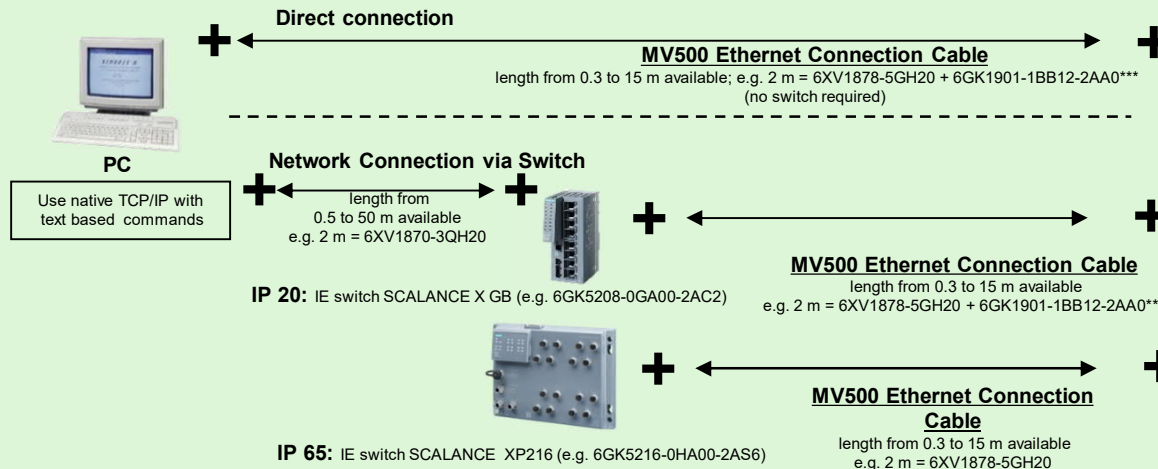 Direct connection
MV500 Ethernet Connection Cable
length from 0.3 to 15 m available; e.g. 2 m = 6XV1878-5GH20 + 6GK1901-1BB12-2AA0***
(no switch required)
PC
Use native TCP/IP with
text based commands
Network Connection via Switch
length from
0.5 to 50 m available
e.g. 2 m = 6XV1870-3QH20
IP 20: IE switch SCALANCE X GB (e.g. 6GK5208-0GA00-2AC2)
MV500 Ethernet Connection Cable
length from 0.3 to 15 m available
e.g. 2 m = 6XV1878-5GH20 + 6GK1901-1BB12-2AA0**
IP 65: IE switch SCALANCE XP216 (e.g. 6GK5216-0HA00-2AS6)
MV500 Ethernet Connection
Cable
length from 0.3 to 15 m available
e.g. 2 m = 6XV1878-5GH20